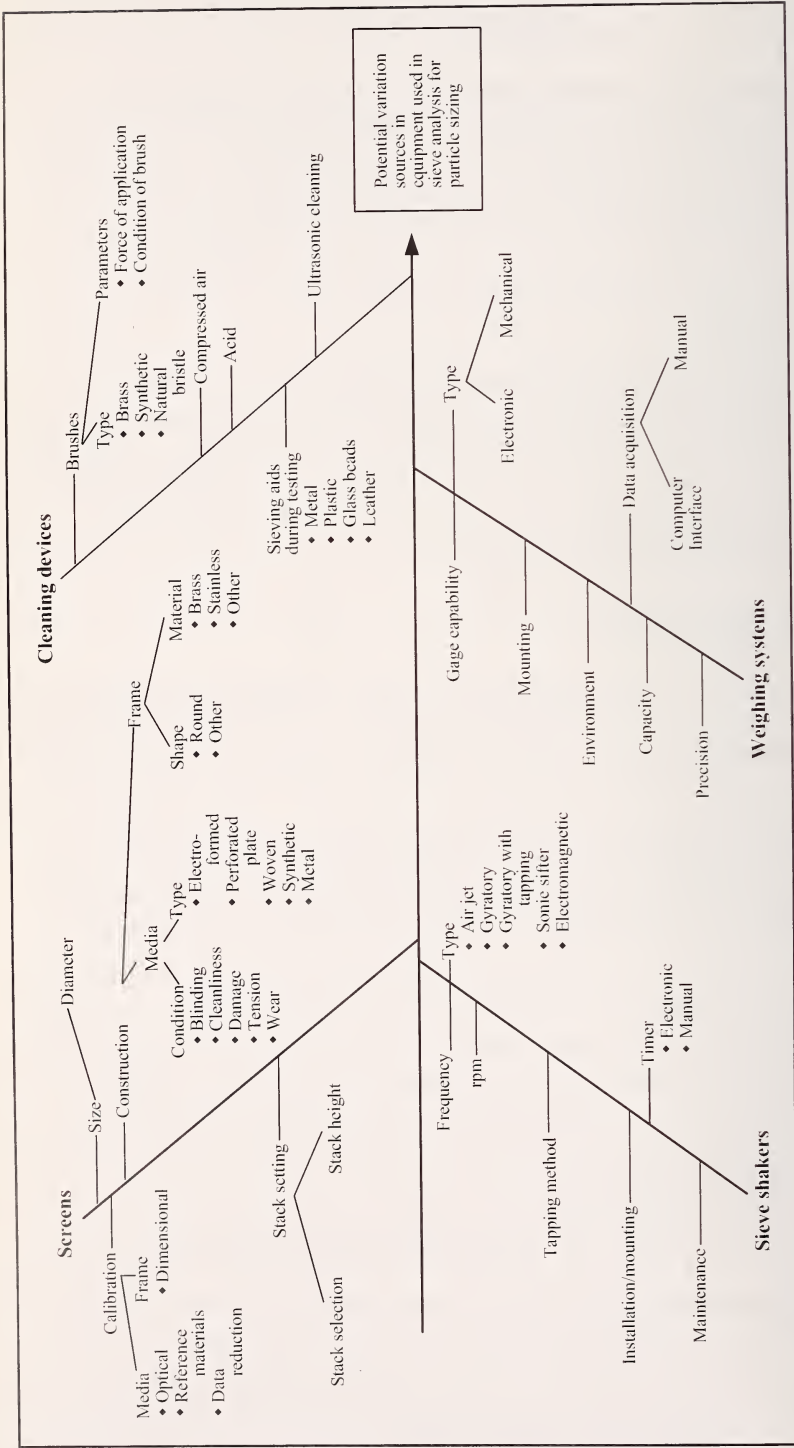 Screens
Size
Diameter
Calibration
Construction
Media
◆ Optical
◆ Reference
materials
◆ Data
reduction
Frame
◆ Dimensional
Media
Condition
◆ Blinding
◆ Cleanliness
◆ Damage
◆ Tension
◆ Wear
Type
◆ Electro-
formed
◆ Perforated
plate
◆ Woven
◆ Synthetic
◆ Metal
Frame
Shape
◆ Round
◆ Other
Material
◆ Brass
◆ Stainless
◆ Other
Stack setting
Stack selection
Stack height
Cleaning devices
Brushes
Type
◆ Brass
◆ Synthetic
◆ Natural
bristle
Parameters
◆ Force of application
◆ Condition of brush
Compressed air
Acid
Sieving aids
during testing
◆ Metal
◆ Plastic
◆ Glass beads
◆ Leather
Ultrasonic cleaning
Potential variation
sources in
equipment used in
sieve analysis for
particle sizing
Frequency
Type
◆ Air jet
◆ Gyratory
◆ Gyratory with
tapping
◆ Sonic sifter
◆ Electromagnetic
rpm
Tapping method
Installation/mounting
Timer
◆ Electronic
◆ Manual
Maintenance
Sieve shakers
Gage capability
Type
Electronic
Mechanical
Mounting
Environment
Data acquisition
Computer
Interface
Manual
Capacity
Precision
Weighing systems